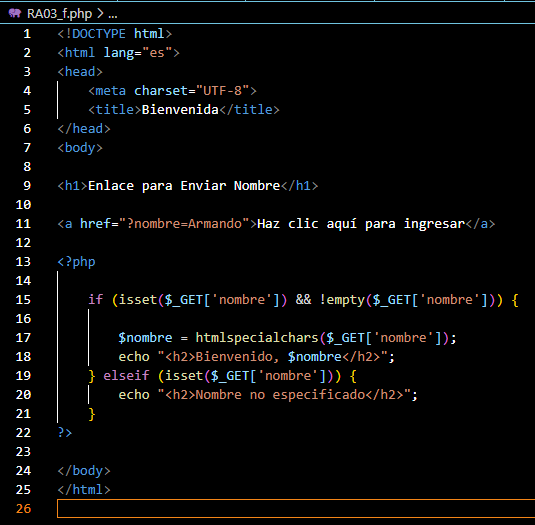 RA03_f.php > ...
1 <!DOCTYPE html>
2 <html lang="es">
3 <head>
4     <meta charset="UTF-8">
5     <title>Bienvenida</title>
6 </head>
7 <body>
8
9 <h1>Enlace para Enviar Nombre</h1>
10
11 <a href="?nombre=Armando">Haz clic aquí para ingresar</a>
12
13 <?php
14
15     if (isset($_GET['nombre']) && !empty($_GET['nombre'])) {
16
17         $nombre = htmlspecialchars($_GET['nombre']);
18         echo "<h2>Bienvenido, $nombre</h2>";
19     } elseif (isset($_GET['nombre'])) {
20         echo "<h2>Nombre no especificado</h2>";
21     }
22 ?>
23
24 </body>
25 </html>
26